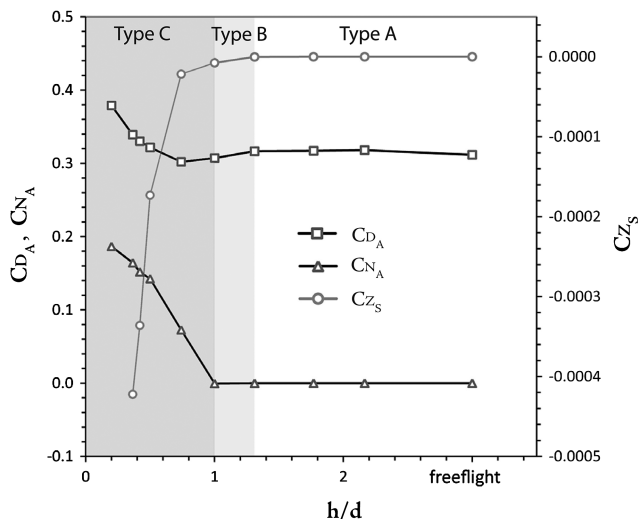 Type C
Type B
Type A
0.5
0.4
0.3
0.2
0.1
0.0
-0.1
CDA, CNA
0.0000
-0.0001
-0.0002
-0.0003
-0.0004
-0.0005
CZS
CDA
CNA
CZS
0
1
2
freeflight
h/d